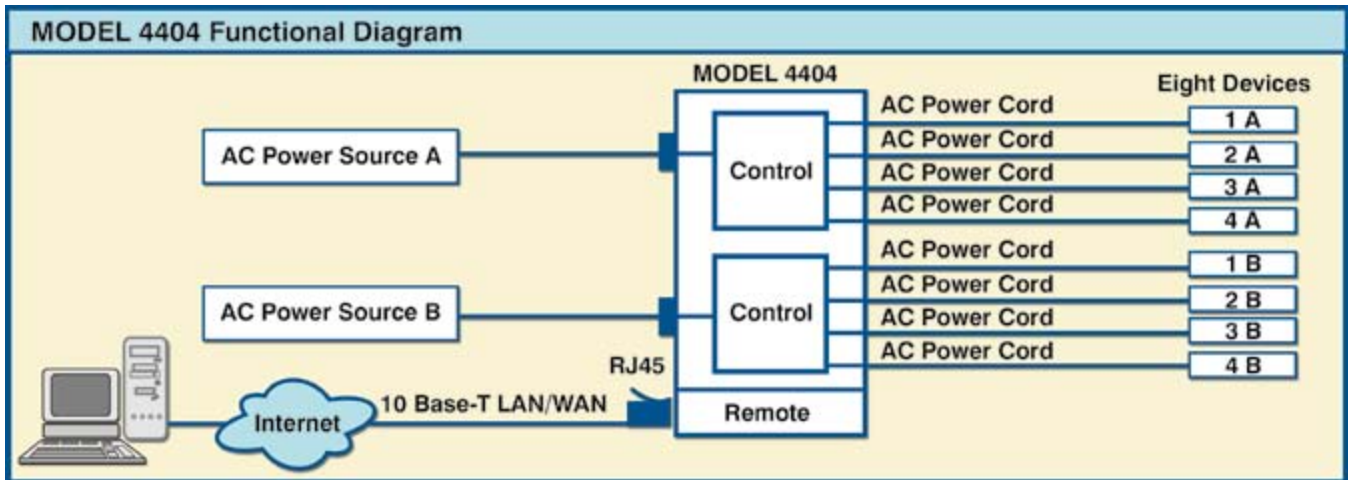 MODEL 4404 Functional Diagram
MODEL 4404
Eight Devices
AC Power Source A
Control
AC Power Cord
1 A
AC Power Cord
2 A
AC Power Cord
3 A
AC Power Cord
4 A
AC Power Source B
Control
AC Power Cord
1 B
AC Power Cord
2 B
AC Power Cord
3 B
AC Power Cord
4 B
RJ45
Internet
10 Base-T LAN/WAN
Remote